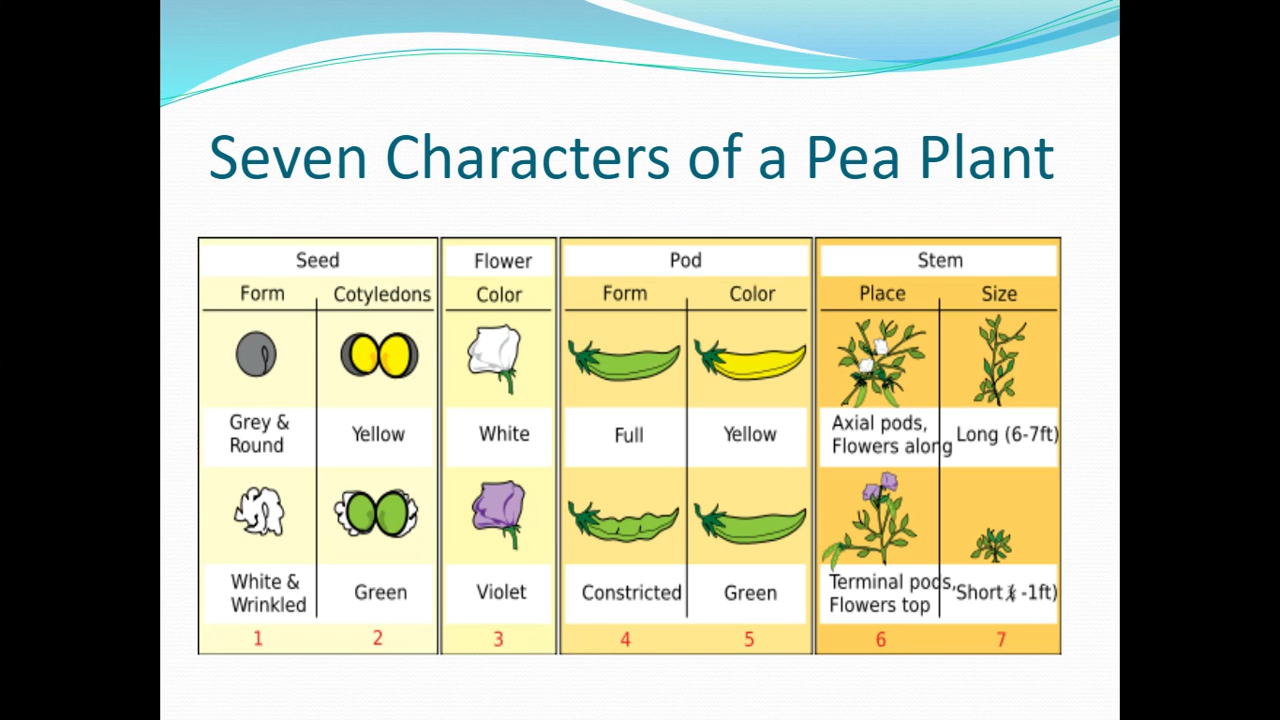 Seven Characters of a Pea Plant
Seed Flower Pod Stem
Form Cotyledons Color Form Color Place Size
Grey &
Round
Yellow
White
Full
Yellow
Axial pods,
Flowers along
Long (6-7ft)
White &
Wrinkled
Green
Violet
Constricted
Green
Terminal pods,
Flowers top
Short -1ft)
1 2 3 4 5 6 7